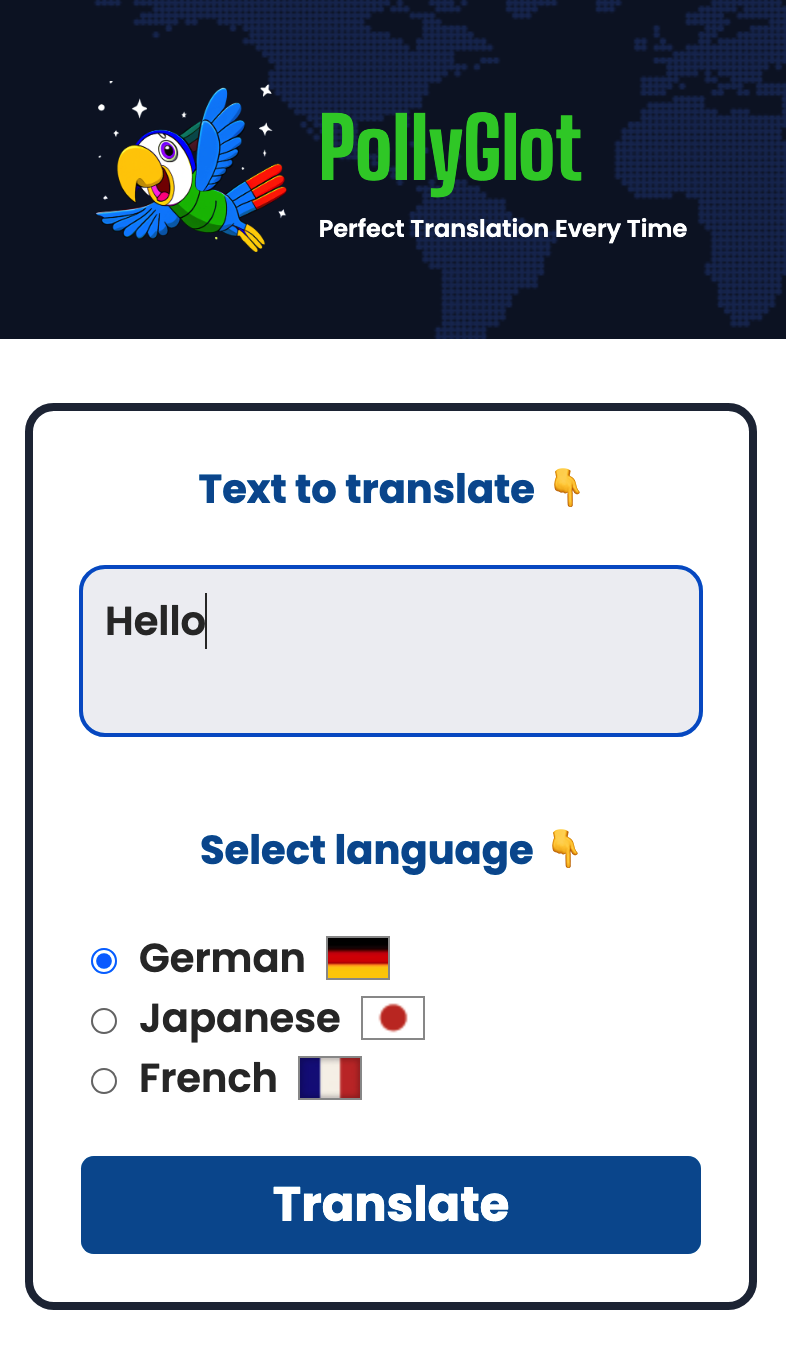 PollyGlot
Perfect Translation Every Time
Text to translate 👇
Hello
Select language 👇
German
Japanese
French
Translate